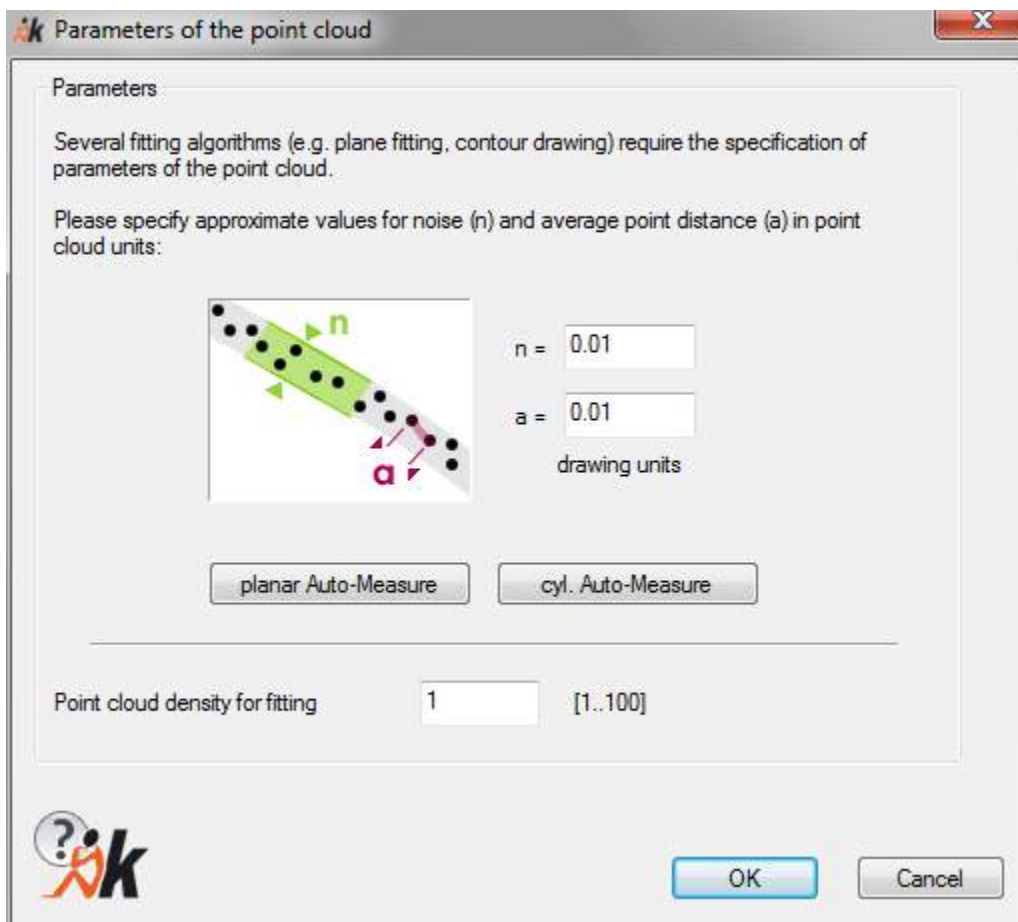 k Parameters of the point cloud
x
Parameters
Several fitting algorithms (e.g. plane fitting, contour drawing) require the specification of
parameters of the point cloud.
Please specify approximate values for noise (n) and average point distance (a) in point
cloud units:
n
a
n = 0.01
a = 0.01
drawing units
planar Auto-Measure
cyl. Auto-Measure
Point cloud density for fitting 1 [1..100]
? k
OK
Cancel